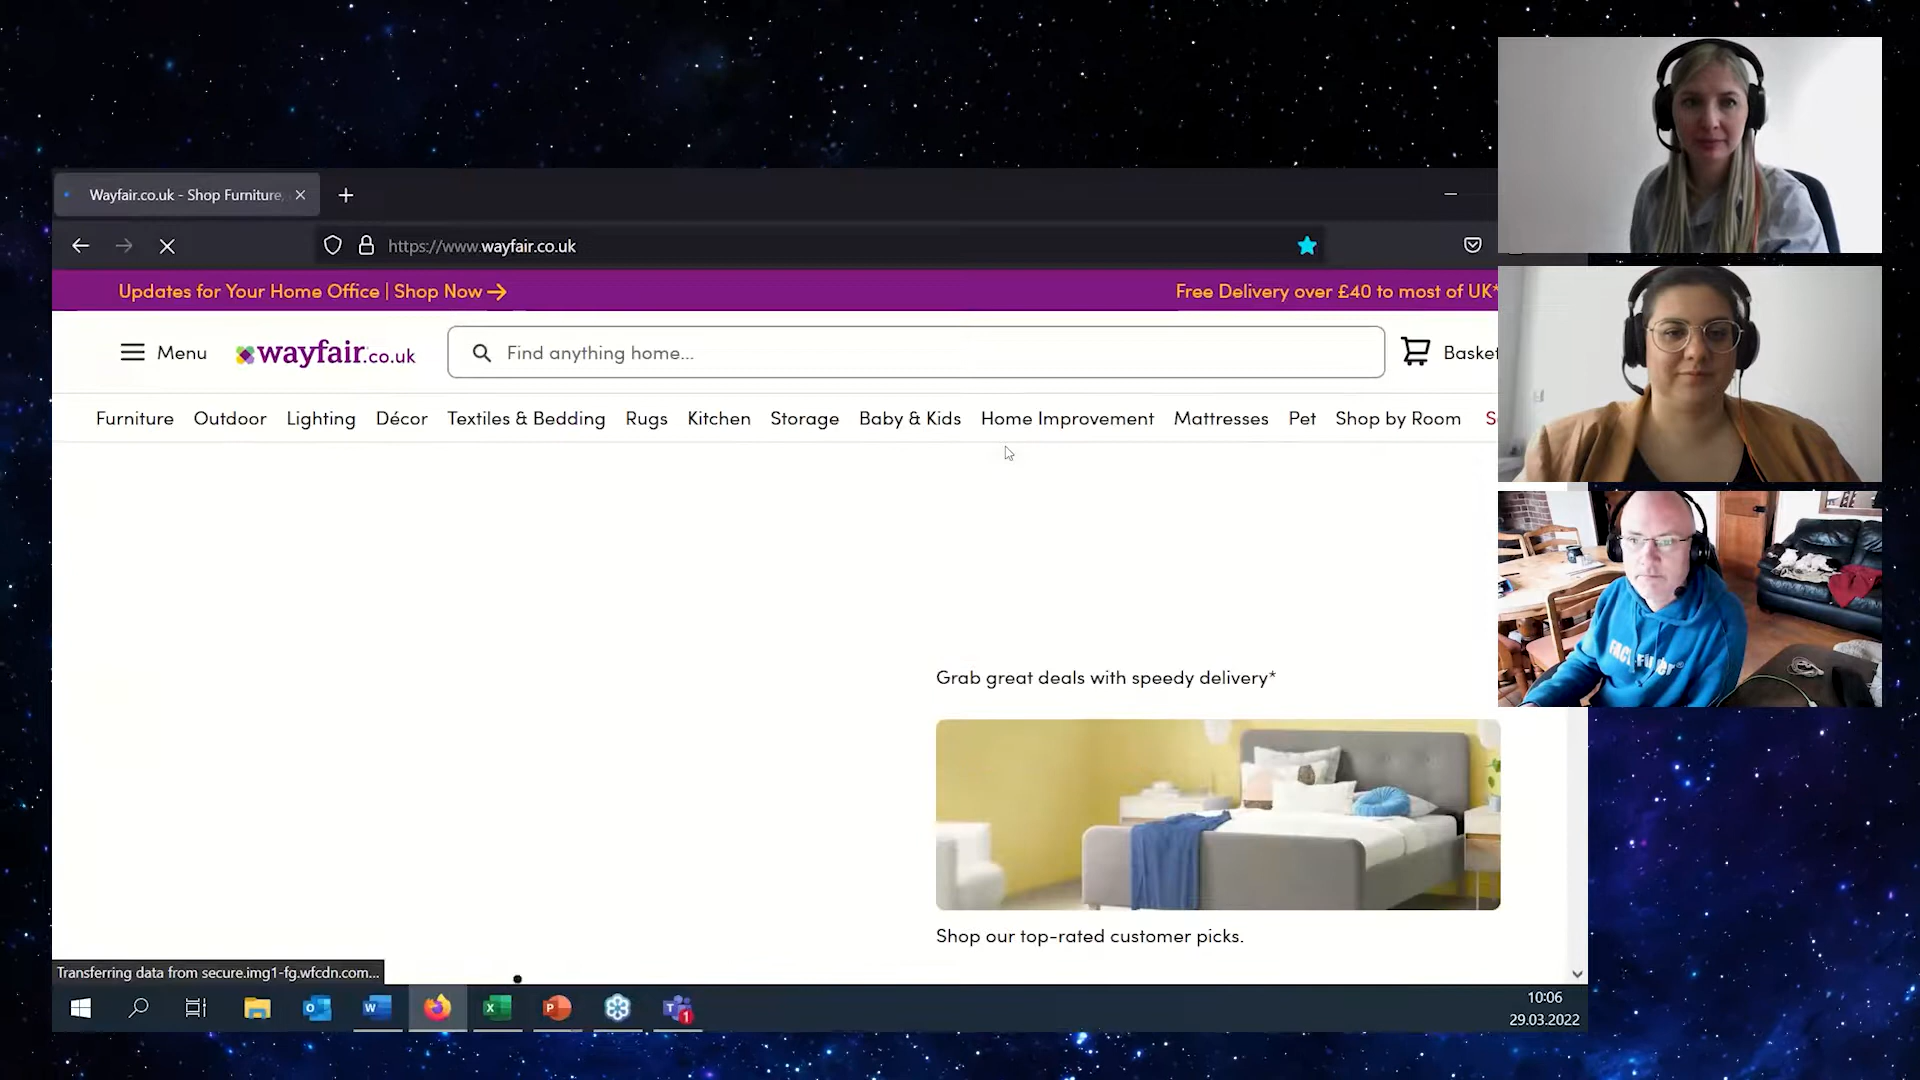 Wayfair.co.uk - Shop Furniture,
https://www.wayfair.co.uk
Updates for Your Home Office | Shop Now →
Free Delivery over £40 to most of UK*
Menu
wayfair.co.uk
Find anything home...
Basket
Furniture Outdoor Lighting Décor Textiles & Bedding Rugs Kitchen Storage Baby & Kids Home Improvement Mattresses Pet Shop by Room S
Grab great deals with speedy delivery*
Shop our top-rated customer picks.
FACT-Finder®
Transferring data from secure.img1-fg.wfcdn.com...
1
10:06
29.03.2022